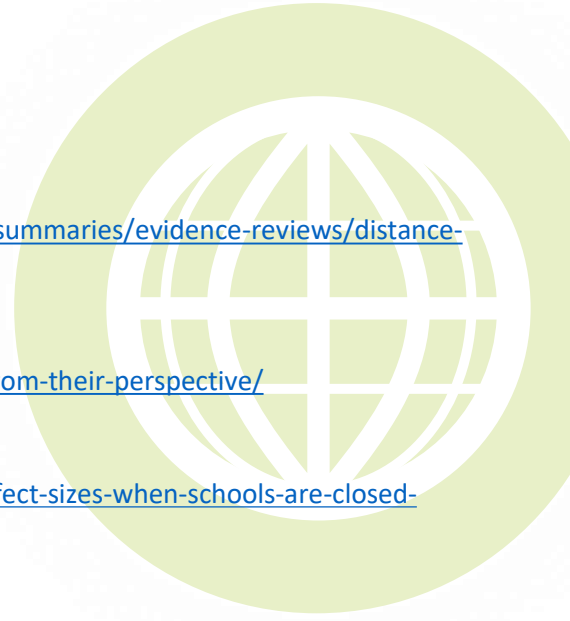 summaries/evidence-reviews/distance-
om-their-perspective/
fect-sizes-when-schools-are-closed-